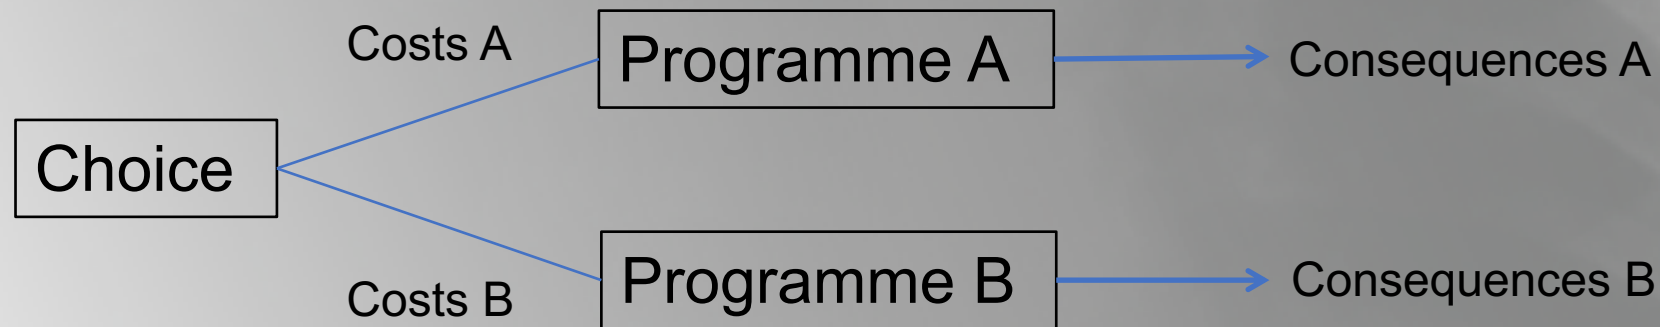 Costs A
Programme A
Consequences A
Choice
Costs B
Programme B
Consequences B